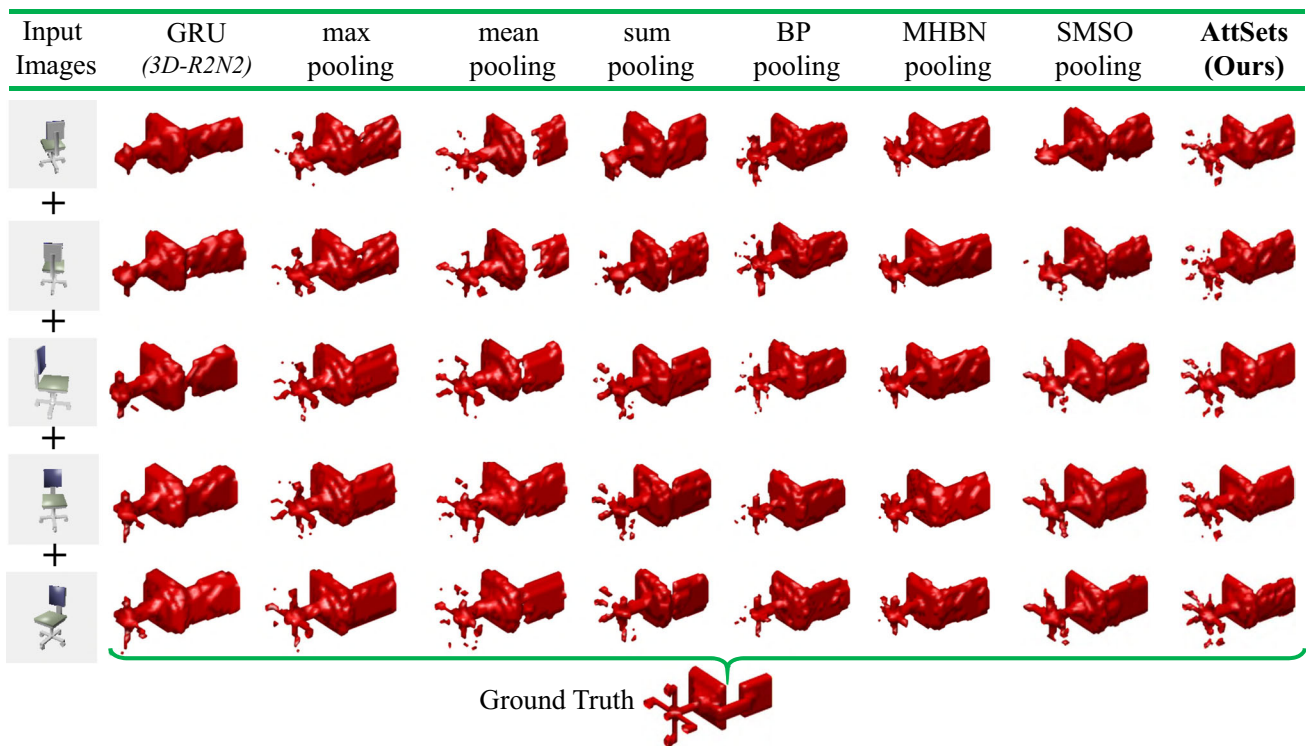 Input Images
GRU (3D-R2N2)
max pooling
mean pooling
sum pooling
BP pooling
MHBN pooling
SMSO pooling
AttSets (Ours)
+
+
+
+
Ground Truth